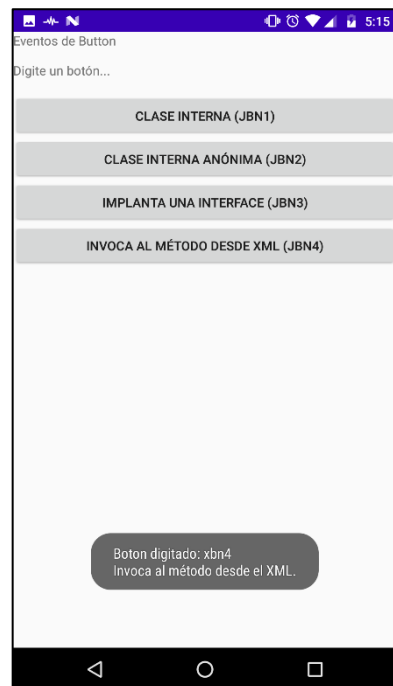 5:15
Eventos de Button
Digite un botón...
CLASE INTERNA (JBN1)
CLASE INTERNA ANÓNIMA (JBN2)
IMPLANTA UNA INTERFACE (JBN3)
INVOCA AL MÉTODO DESDE XML (JBN4)
Boton digitado: xbn4
Invoca al método desde el XML.